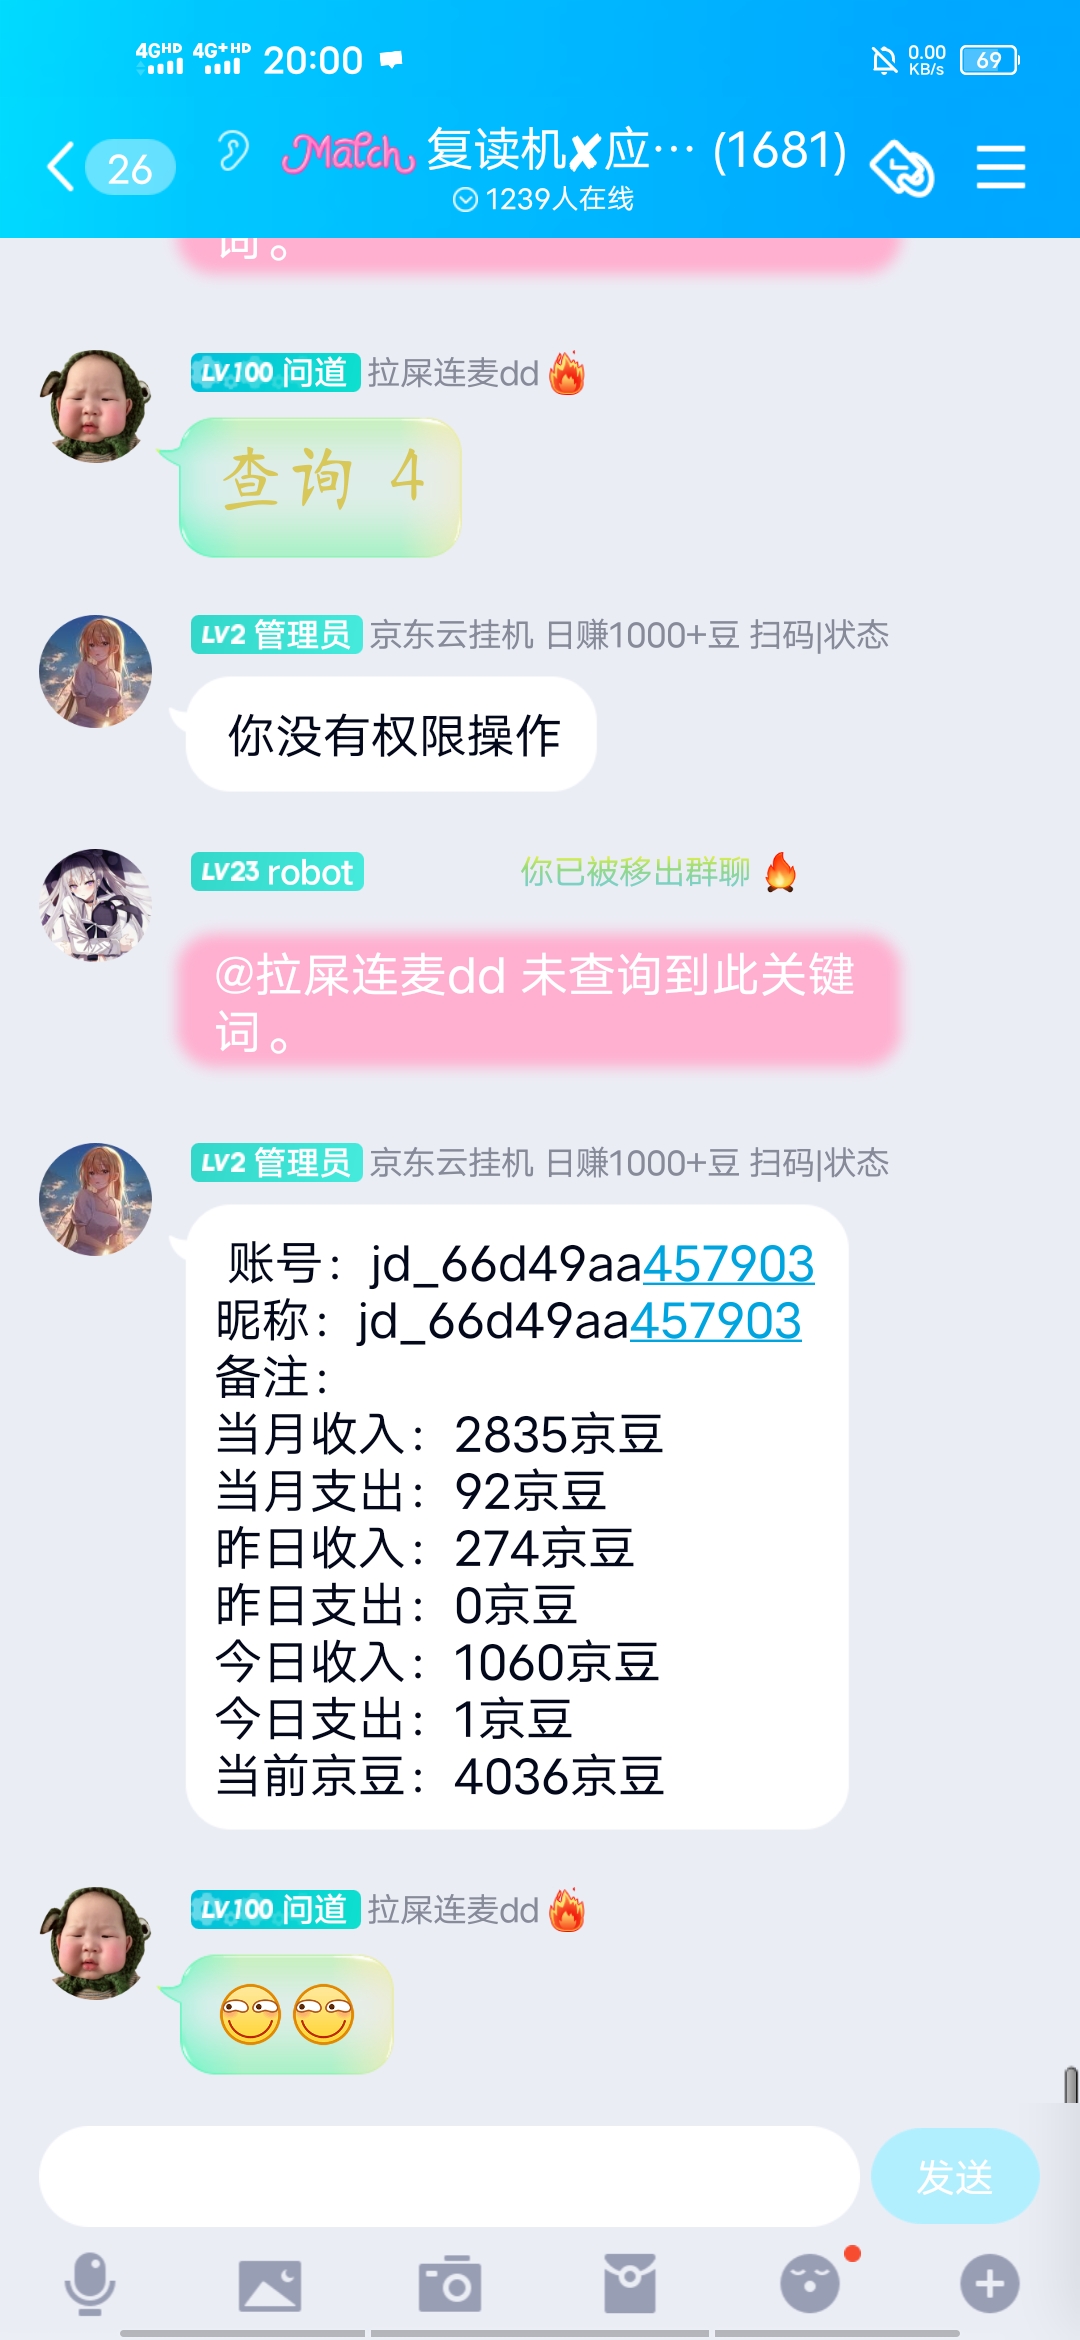 4GHD 4G+HD 20:00 0.00 KB/s 69
26 Match 复读机✘应… (1681)
1239人在线
词。
LV100 问道 拉屎连麦dd
查询 4
LV2 管理员 京东云挂机 日赚1000+豆 扫码|状态
你没有权限操作
LV23 robot 你已被移出群聊
@拉屎连麦dd 未查询到此关键
词。
LV2 管理员 京东云挂机 日赚1000+豆 扫码|状态
账号：jd_66d49aa457903
昵称：jd_66d49aa457903
备注：
当月收入：2835京豆
当月支出：92京豆
昨日收入：274京豆
昨日支出：0京豆
今日收入：1060京豆
今日支出：1京豆
当前京豆：4036京豆
LV100 问道 拉屎连麦dd
发送